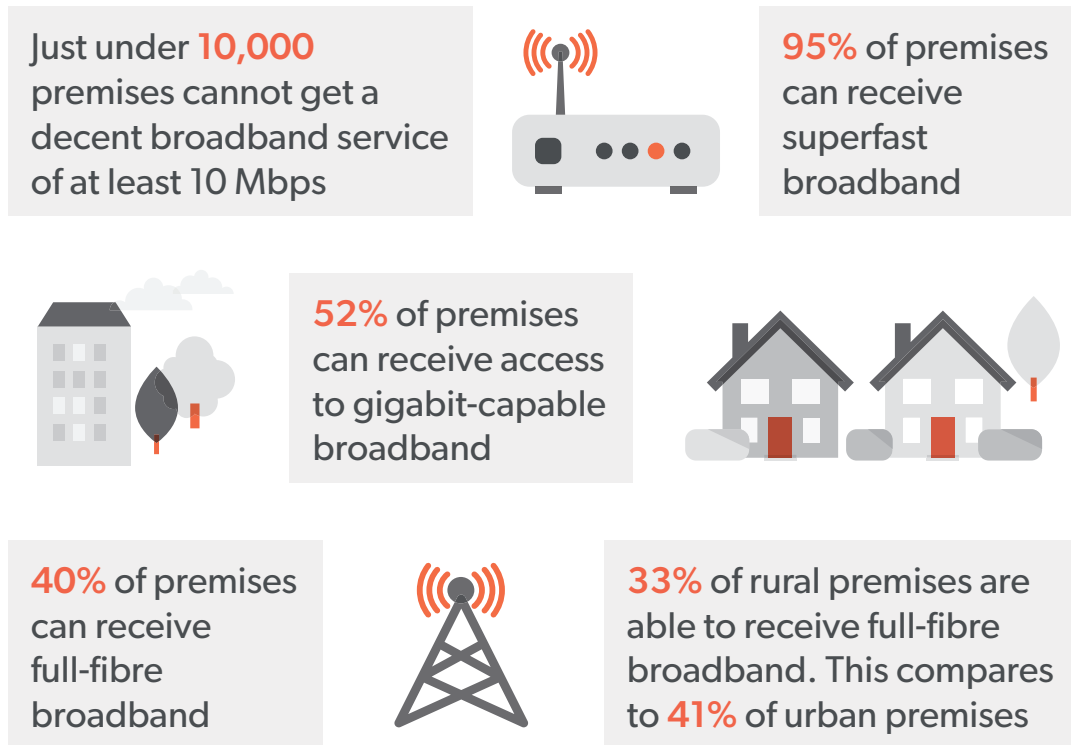 Just under 10,000
premises cannot get a
decent broadband service
of at least 10 Mbps
95% of premises
can receive
superfast
broadband
52% of premises
can receive access
to gigabit-capable
broadband
40% of premises
can receive
full-fibre
broadband
33% of rural premises are
able to receive full-fibre
broadband. This compares
to 41% of urban premises